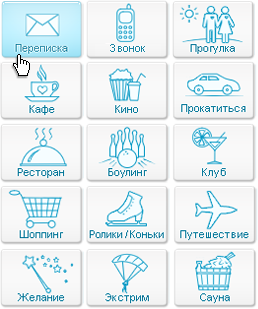 Переписка Звонок Прогулка
Кафе Кино Прокатиться
Ресторан Боулинг Клуб
Шоппинг Ролики/Коньки Путешествие
Желание Экстрим Сауна